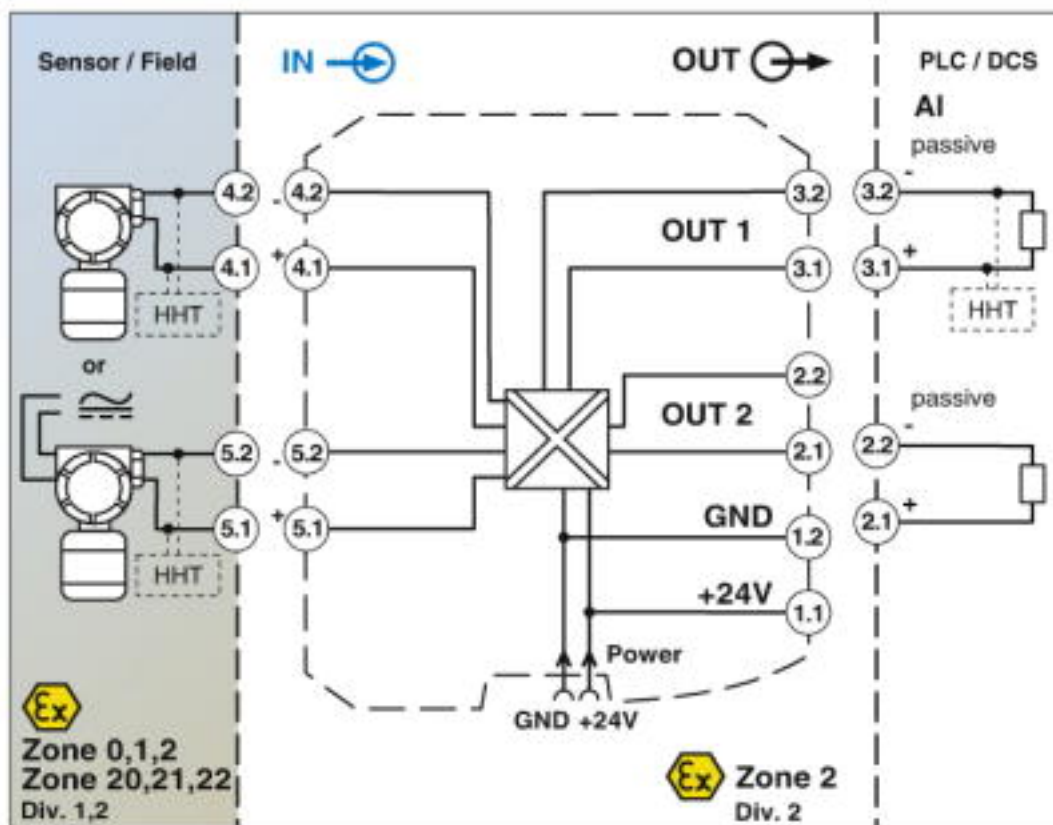 Sensor / Field
IN
OUT
PLC / DCS
AI
passive
4.2
-
4.2
3.2
3.2
-
OUT 1
4.1
+
4.1
3.1
3.1
+
HHT
HHT
or
2.2
passive
OUT 2
5.2
-
5.2
2.1
2.2
-
5.1
+
5.1
GND
1.2
2.1
+
HHT
+24V
1.1
Power
GND +24V
Ex
Zone 0,1,2
Zone 20,21,22
Div. 1,2
Ex
Zone 2
Div. 2